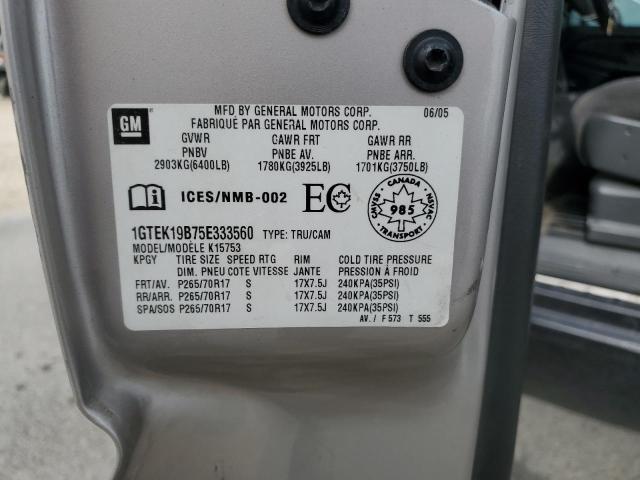 MFD BY GENERAL MOTORS CORP. 06/05
FABRIQUÉ PAR GENERAL MOTORS CORP.
GM
GVWR GAWR FRT GAWR RR
PNBV PNBE AV. PNBE ARR.
2903KG(6400LB) 1780KG(3925LB) 1701KG(3750LB)
ICES/NMB-002 EC
CANADA
CMVSS 985 NSVAC
TRANSPORT
1GTEK19B75E333560 TYPE: TRU/CAM
MODEL/MODÈLE K15753
KPGY TIRE SIZE SPEED RTG RIM COLD TIRE PRESSURE
DIM. PNEU COTE VITESSE JANTE PRESSION À FROID
FRT/AV. P265/70R17 S 17X7.5J 240KPA(35PSI)
RR/ARR. P265/70R17 S 17X7.5J 240KPA(35PSI)
SPA/SOS P265/70R17 S 17X7.5J 240KPA(35PSI)
AV. / F 573 T 555